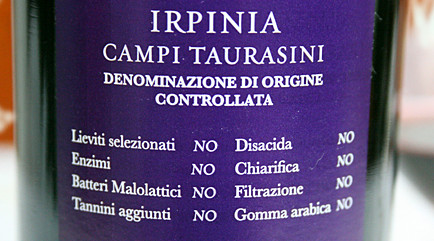 IRPINIA
CAMPI TAURASINI
DENOMINAZIONE DI ORIGINE
CONTROLLATA
Lieviti selezionati NO Disacida NO
Enzimi NO Chiarifica NO
Batteri Malolattici NO Filtrazione NO
Tannini aggiunti NO Gomma arabica NO